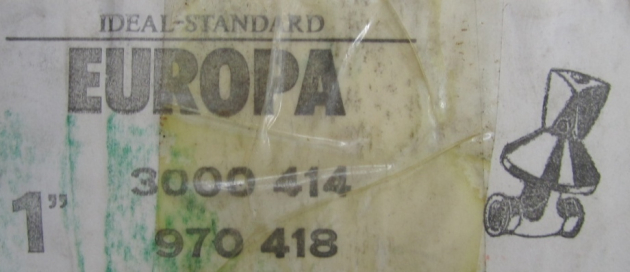 IDEAL-STANDARD
EUROPA
3000 414
1"
970 418